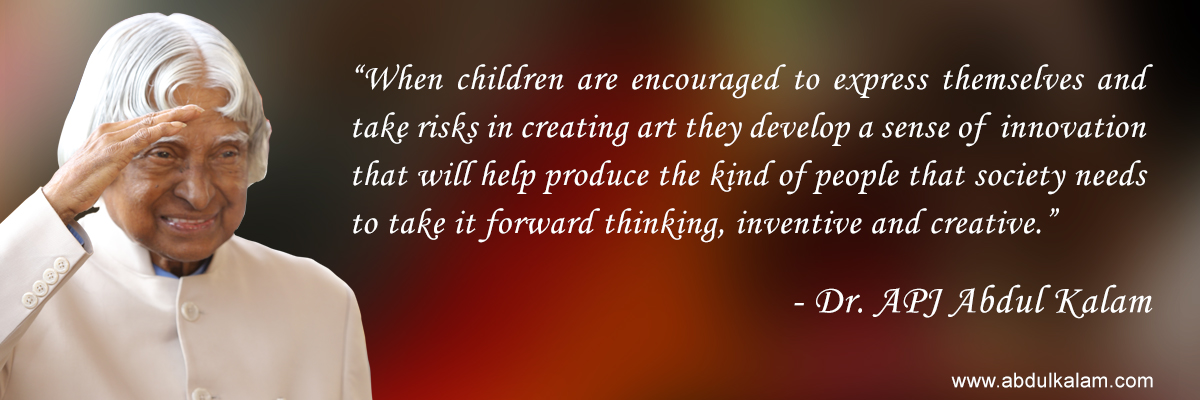 “When children are encouraged to express themselves and
take risks in creating art they develop a sense of innovation
that will help produce the kind of people that society needs
to take it forward thinking, inventive and creative.”
- Dr. APJ Abdul Kalam
www.abdulkalam.com